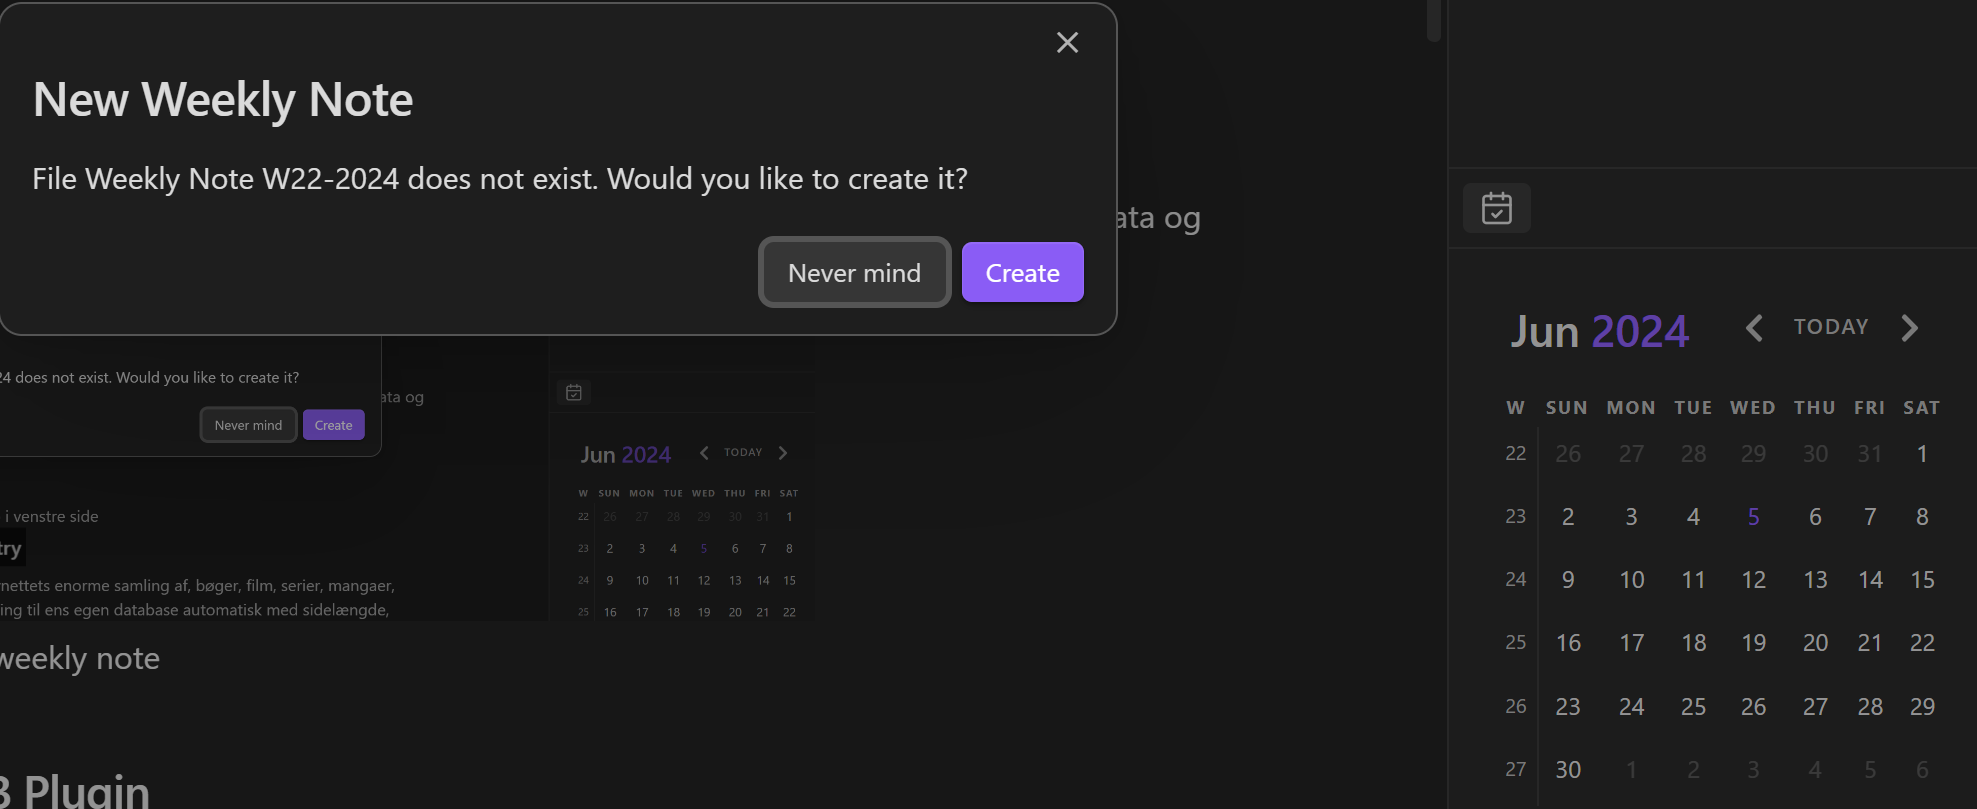 New Weekly Note
File Weekly Note W22-2024 does not exist. Would you like to create it?
Never mind
Create
ata og
24 does not exist. Would you like to create it?
Never mind
Create
ata og
Jun 2024
TODAY
W SUN MON TUE WED THU FRI SAT
22 26 27 28 29 30 31 1
23 2 3 4 5 6 7 8
24 9 10 11 12 13 14 15
25 16 17 18 19 20 21 22
i venstre side
try
rnettets enorme samling af, bøger, film, serier, mangaer,
ing til ens egen database automatisk med sidelængde,
weekly note
Plugin
Jun 2024
TODAY
W SUN MON TUE WED THU FRI SAT
22 26 27 28 29 30 31 1
23 2 3 4 5 6 7 8
24 9 10 11 12 13 14 15
25 16 17 18 19 20 21 22
26 23 24 25 26 27 28 29
27 30 1 2 3 4 5 6